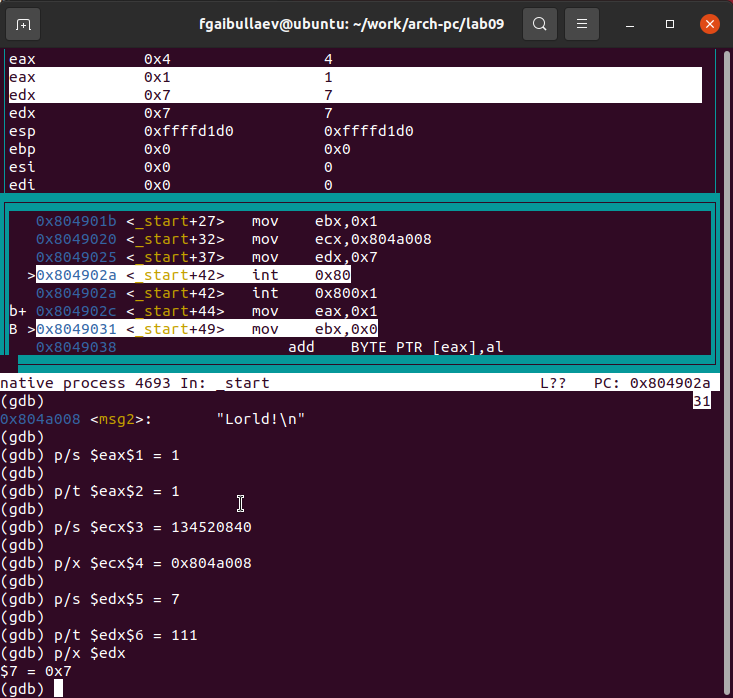 fgaibullaev@ubuntu: ~/work/arch-pc/lab09
eax 0x4 4
eax 0x1 1
edx 0x7 7
edx 0x7 7
esp 0xffffd1d0 0xffffd1d0
ebp 0x0 0x0
esi 0x0 0
edi 0x0 0
0x804901b <_start+27> mov ebx,0x1
0x8049020 <_start+32> mov ecx,0x804a008
0x8049025 <_start+37> mov edx,0x7
>0x804902a <_start+42> int 0x80
0x804902a <_start+42> int 0x800x1
b+ 0x804902c <_start+44> mov eax,0x1
B >0x8049031 <_start+49> mov ebx,0x0
0x8049038 add BYTE PTR [eax],al
native process 4693 In: _start L?? PC: 0x804902a
(gdb) 31
0x804a008 <msg2>: "Lorld!\n"
(gdb)
(gdb) p/s $eax$1 = 1
(gdb)
(gdb) p/t $eax$2 = 1
(gdb)
(gdb) p/s $ecx$3 = 134520840
(gdb)
(gdb) p/x $ecx$4 = 0x804a008
(gdb)
(gdb) p/s $edx$5 = 7
(gdb)
(gdb) p/t $edx$6 = 111
(gdb) p/x $edx
$7 = 0x7
(gdb)